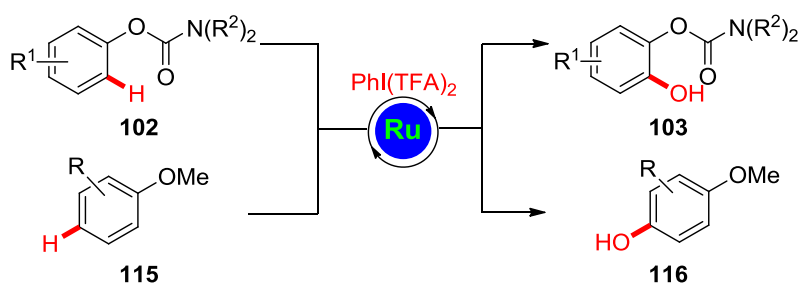 R¹ O N(R²)₂ O H
102
PhI(TFA)₂
Ru
R¹ O N(R²)₂ O OH
103
R OMe H
115
R OMe HO
116